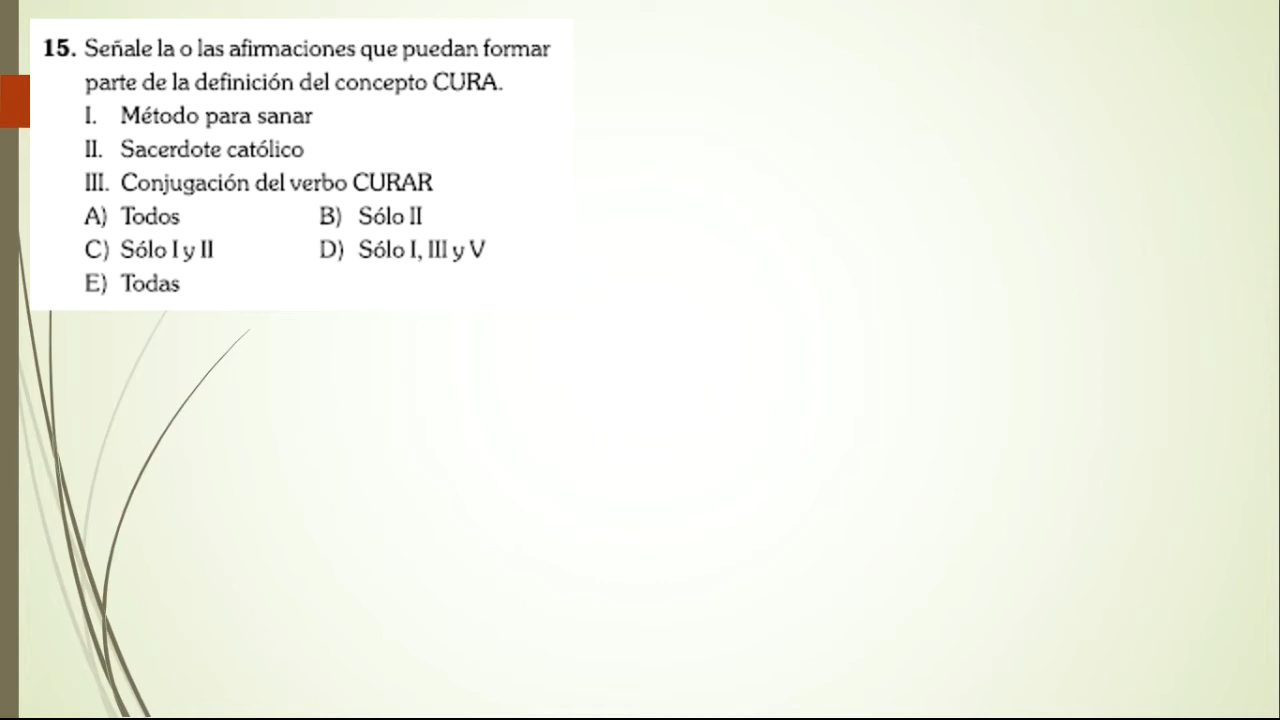 15. Señale la o las afirmaciones que puedan formar
parte de la definición del concepto CURA.
I. Método para sanar
II. Sacerdote católico
III. Conjugación del verbo CURAR
A) Todos B) Sólo II
C) Sólo I y II D) Sólo I, III y V
E) Todas